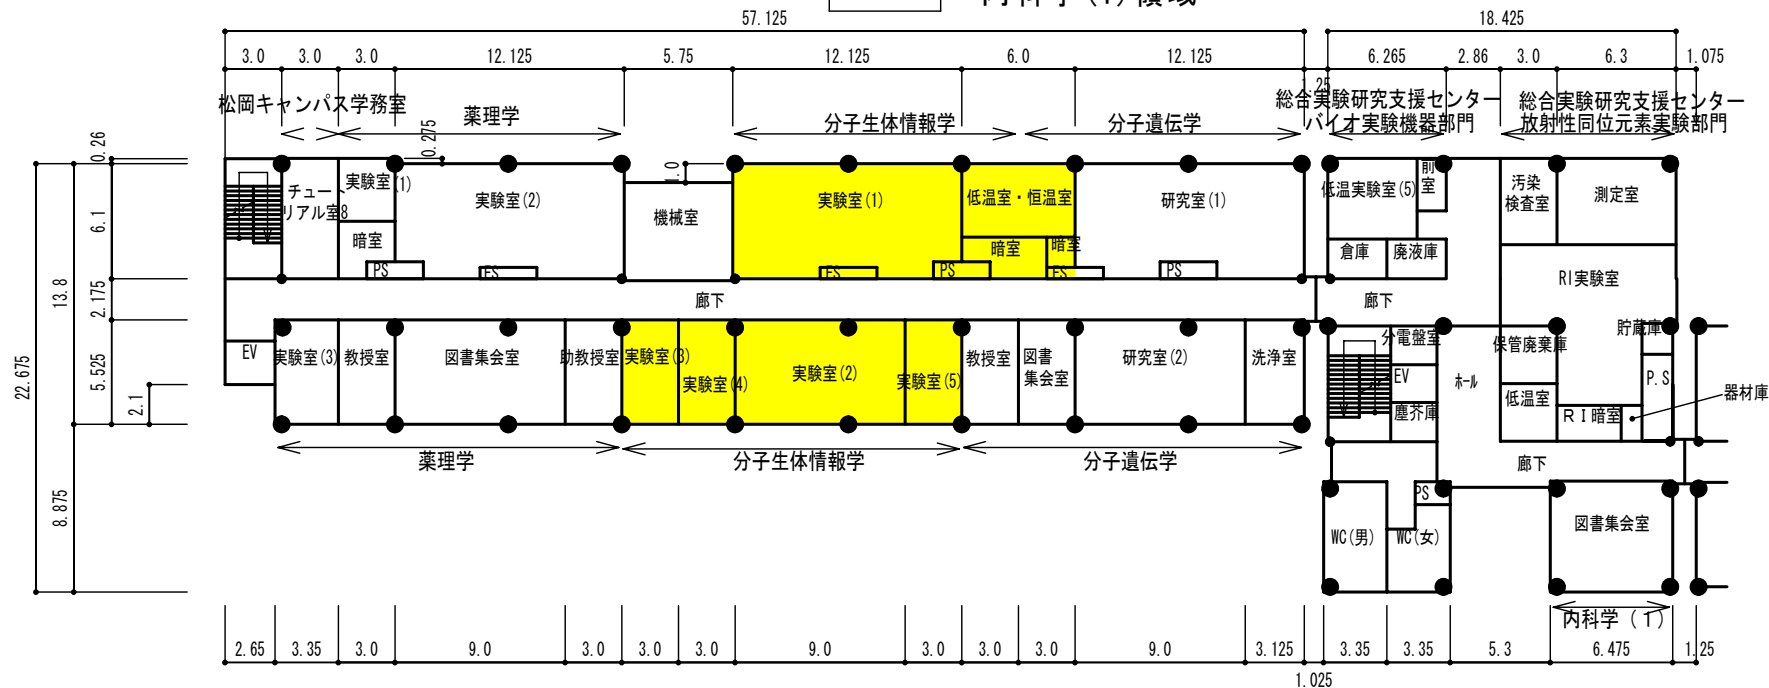 57.125
18.425
3.0
3.0
3.0
12.125
5.75
12.125
6.0
12.125
6.265
2.86
3.0
6.3
1.075
1.25
松岡キャンパス学務室
薬理学
分子生体情報学
分子遺伝学
総合実験研究支援センター
バイオ実験機器部門
総合実験研究支援センター
放射性同位元素実験部門
0.26
0.275
1.0
6.1
2.175
13.8
5.525
2.1
22.675
8.875
チュート
リアル室8
実験室(1)
暗室
PS
実験室(2)
ES
機械室
実験室(1)
ES
低温室・恒温室
暗室
暗室
PS
ES
研究室(1)
PS
低温実験室(5)
前
室
倉庫
廃液庫
汚染
検査室
測定室
RI実験室
廊下
廊下
EV
実験室(3)
教授室
図書集会室
助教授室
実験室(3)
実験室(4)
実験室(2)
実験室(5)
教授室
図書
集会室
研究室(2)
洗浄室
分電盤室
EV
塵芥庫
ホール
保管廃棄庫
低温室
貯蔵庫
P.S
ＲＩ暗室
器材庫
薬理学
分子生体情報学
分子遺伝学
廊下
PS
WC(男)
WC(女)
図書集会室
内科学（1）
2.65
3.35
3.0
9.0
3.0
3.0
3.0
9.0
3.0
3.0
3.0
9.0
3.125
3.35
3.35
5.3
6.475
1.25
1.025